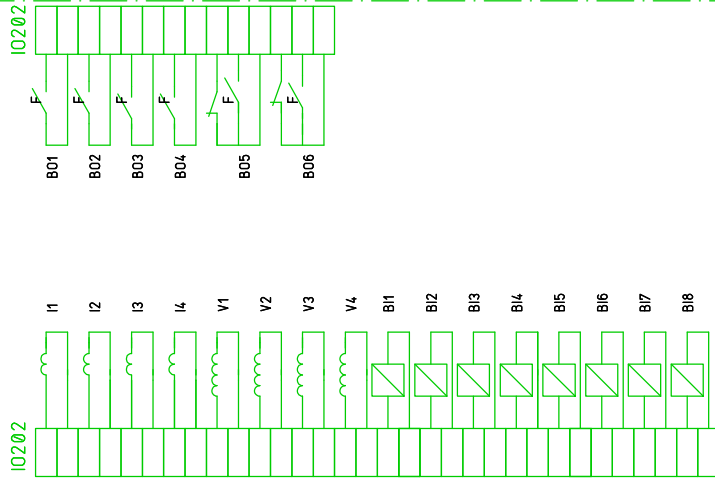 IO202
F F F F F F
BO1 BO2 BO3 BO4 BO5 BO6
I1 I2 I3 I4 V1 V2 V3 V4 BI1 BI2 BI3 BI4 BI5 BI6 BI7 BI8
IO202